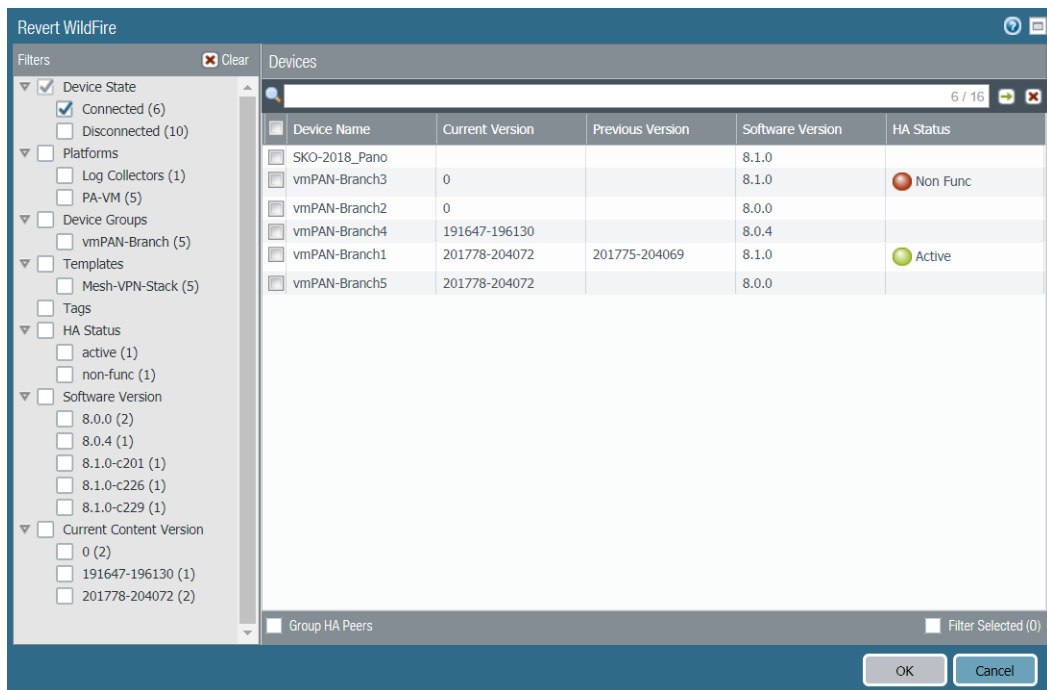 Revert WildFire
Filters
Clear
Device State
Connected (6)
Disconnected (10)
Platforms
Log Collectors (1)
PA-VM (5)
Device Groups
vmPAN-Branch (5)
Templates
Mesh-VPN-Stack (5)
Tags
HA Status
active (1)
non-func (1)
Software Version
8.0.0 (2)
8.0.4 (1)
8.1.0-c201 (1)
8.1.0-c226 (1)
8.1.0-c229 (1)
Current Content Version
0 (2)
191647-196130 (1)
201778-204072 (2)
Devices
6 / 16
Device Name Current Version Previous Version Software Version HA Status
SKO-2018_Pano 8.1.0
vmPAN-Branch3 0 8.1.0 Non Func
vmPAN-Branch2 0 8.0.0
vmPAN-Branch4 191647-196130 8.0.4
vmPAN-Branch1 201778-204072 201775-204069 8.1.0 Active
vmPAN-Branch5 201778-204072 8.0.0
Group HA Peers
Filter Selected (0)
OK
Cancel